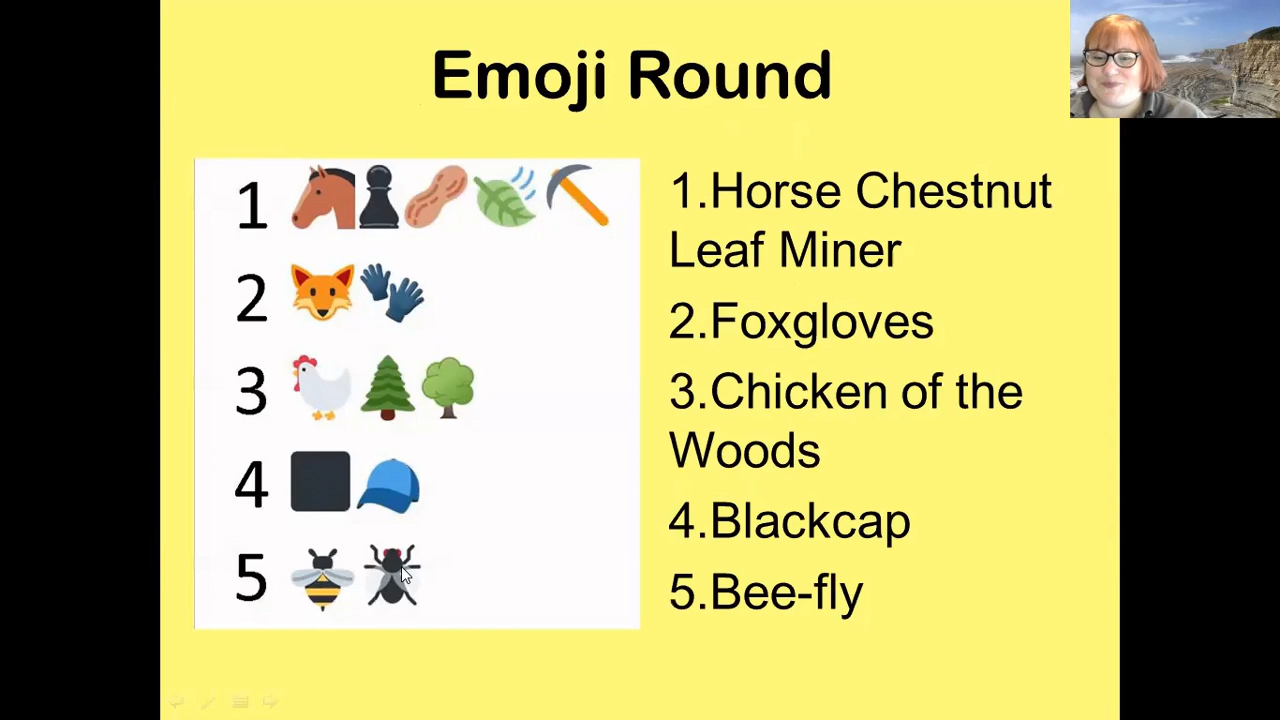 Emoji Round
1
2
3
4
5
1.Horse Chestnut
Leaf Miner
2.Foxgloves
3.Chicken of the
Woods
4.Blackcap
5.Bee-fly